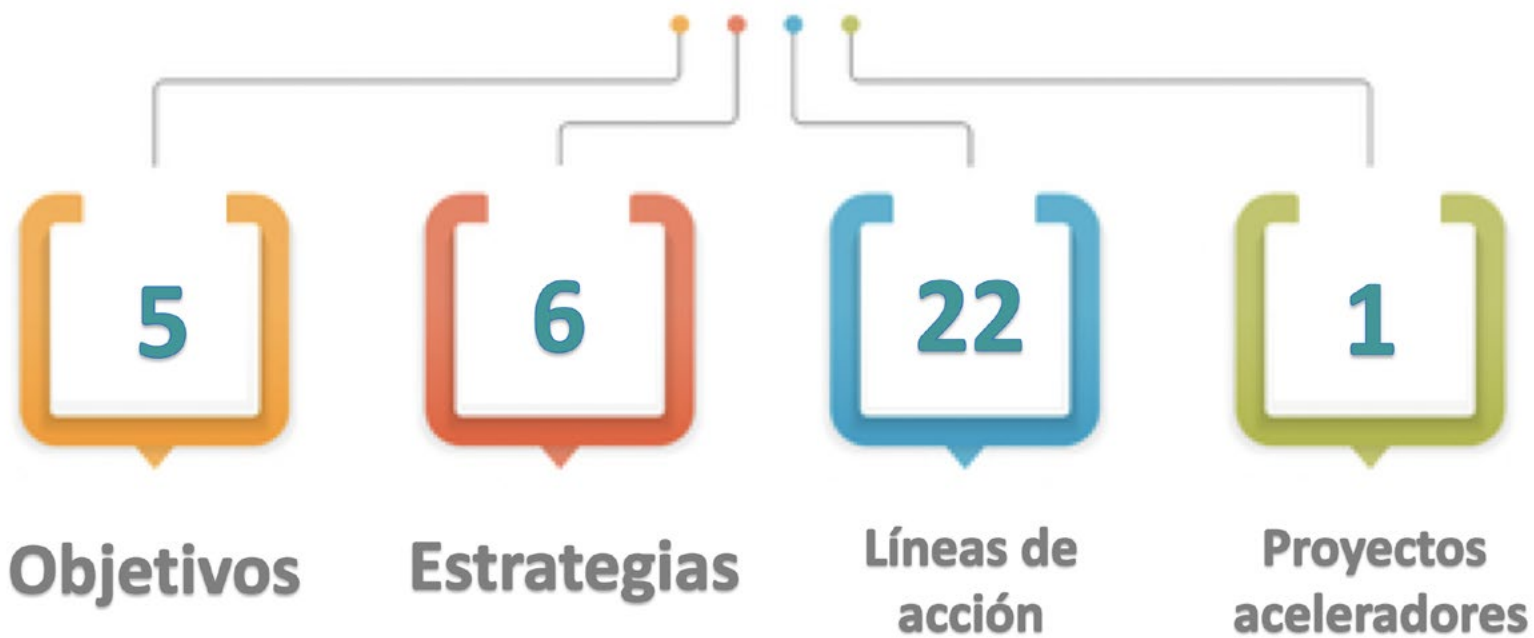 5
6
22
1
Objetivos
Estrategias
Líneas de
acción
Proyectos
aceleradores